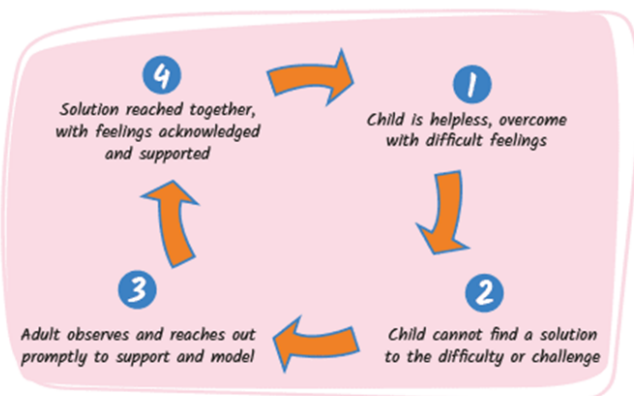 4
Solution reached together,
with feelings acknowledged
and supported
1
Child is helpless, overcome
with difficult feelings
2
Child cannot find a solution
to the difficulty or challenge
3
Adult observes and reaches out
promptly to support and model